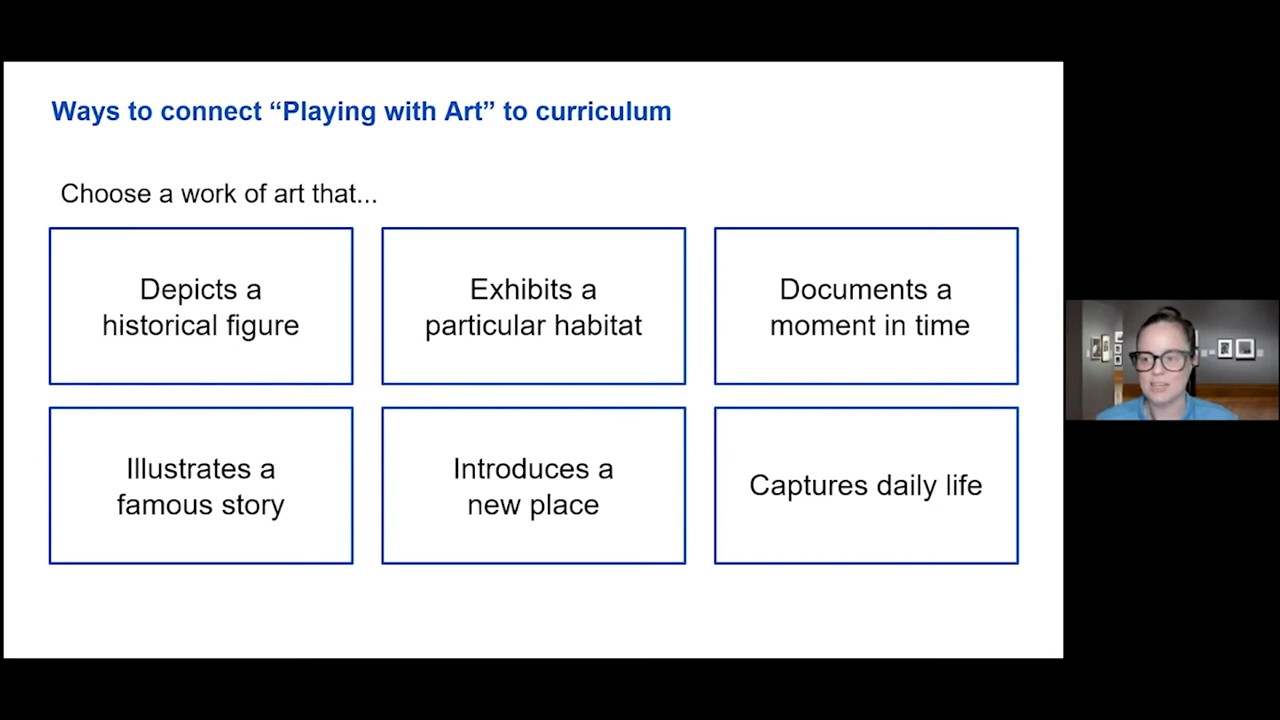 Ways to connect “Playing with Art” to curriculum
Choose a work of art that...
Depicts a
historical figure
Exhibits a
particular habitat
Documents a
moment in time
Illustrates a
famous story
Introduces a
new place
Captures daily life